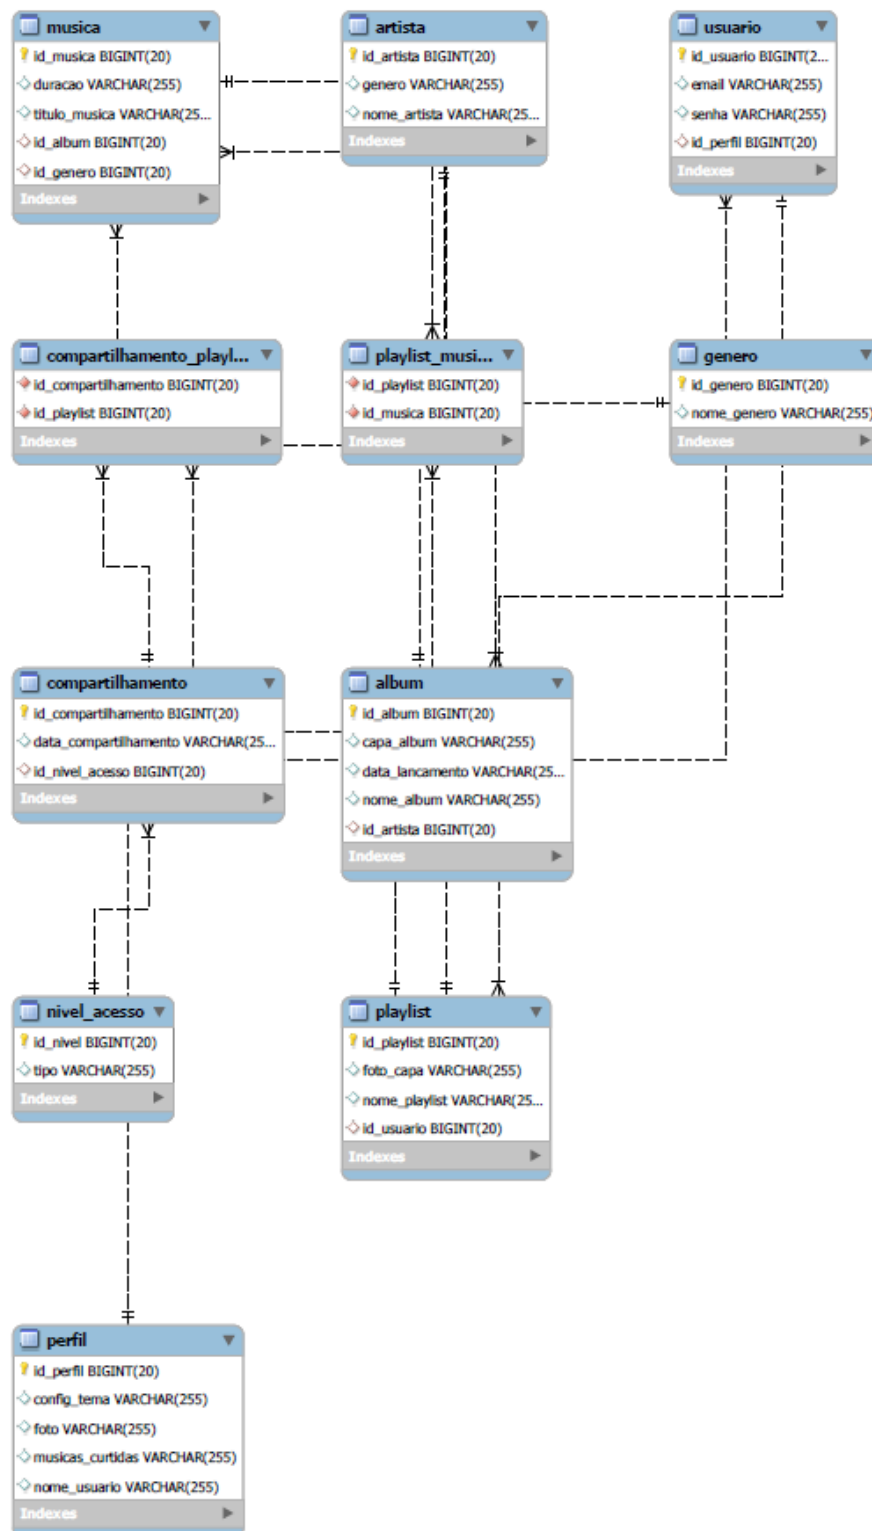 musica
id_musica BIGINT(20)
duracao VARCHAR(255)
titulo_musica VARCHAR(25...
id_album BIGINT(20)
id_genero BIGINT(20)
Indexes
artista
id_artista BIGINT(20)
genero VARCHAR(255)
nome_artista VARCHAR(25...
Indexes
usuario
id_usuario BIGINT(2...
email VARCHAR(255)
senha VARCHAR(255)
id_perfil BIGINT(20)
Indexes
compartilhamento_playl...
id_compartilhamento BIGINT(20)
id_playlist BIGINT(20)
Indexes
playlist_musi...
id_playlist BIGINT(20)
id_musica BIGINT(20)
Indexes
genero
id_genero BIGINT(20)
nome_genero VARCHAR(255)
Indexes
compartilhamento
id_compartilhamento BIGINT(20)
data_compartilhamento VARCHAR(25...
id_nivel_acesso BIGINT(20)
Indexes
album
id_album BIGINT(20)
capa_album VARCHAR(255)
data_lancamento VARCHAR(25...
nome_album VARCHAR(255)
id_artista BIGINT(20)
Indexes
nivel_acesso
id_nivel BIGINT(20)
tipo VARCHAR(255)
Indexes
playlist
id_playlist BIGINT(20)
foto_capa VARCHAR(255)
nome_playlist VARCHAR(25...
id_usuario BIGINT(20)
Indexes
perfil
id_perfil BIGINT(20)
config_tema VARCHAR(255)
foto VARCHAR(255)
musicas_curtidas VARCHAR(255)
nome_usuario VARCHAR(255)
Indexes